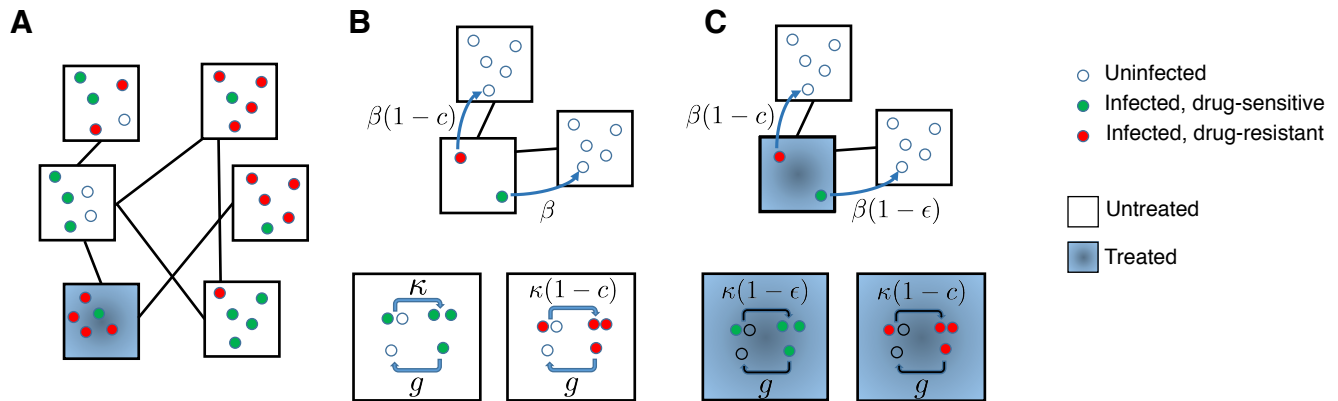 A
B
C
β(1 − c)
β
β(1 − c)
β(1 − ϵ)
κ
g
κ(1 − c)
g
κ(1 − ϵ)
g
κ(1 − c)
g
Uninfected
Infected, drug-sensitive
Infected, drug-resistant
Untreated
Treated